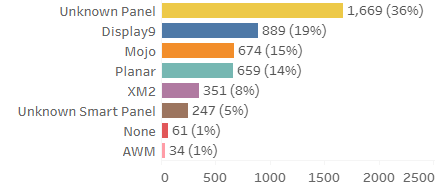 Unknown Panel 1,669 (36%)
Display9 889 (19%)
Mojo 674 (15%)
Planar 659 (14%)
XM2 351 (8%)
Unknown Smart Panel 247 (5%)
None 61 (1%)
AWM 34 (1%)
0 500 1000 1500 2000 2500